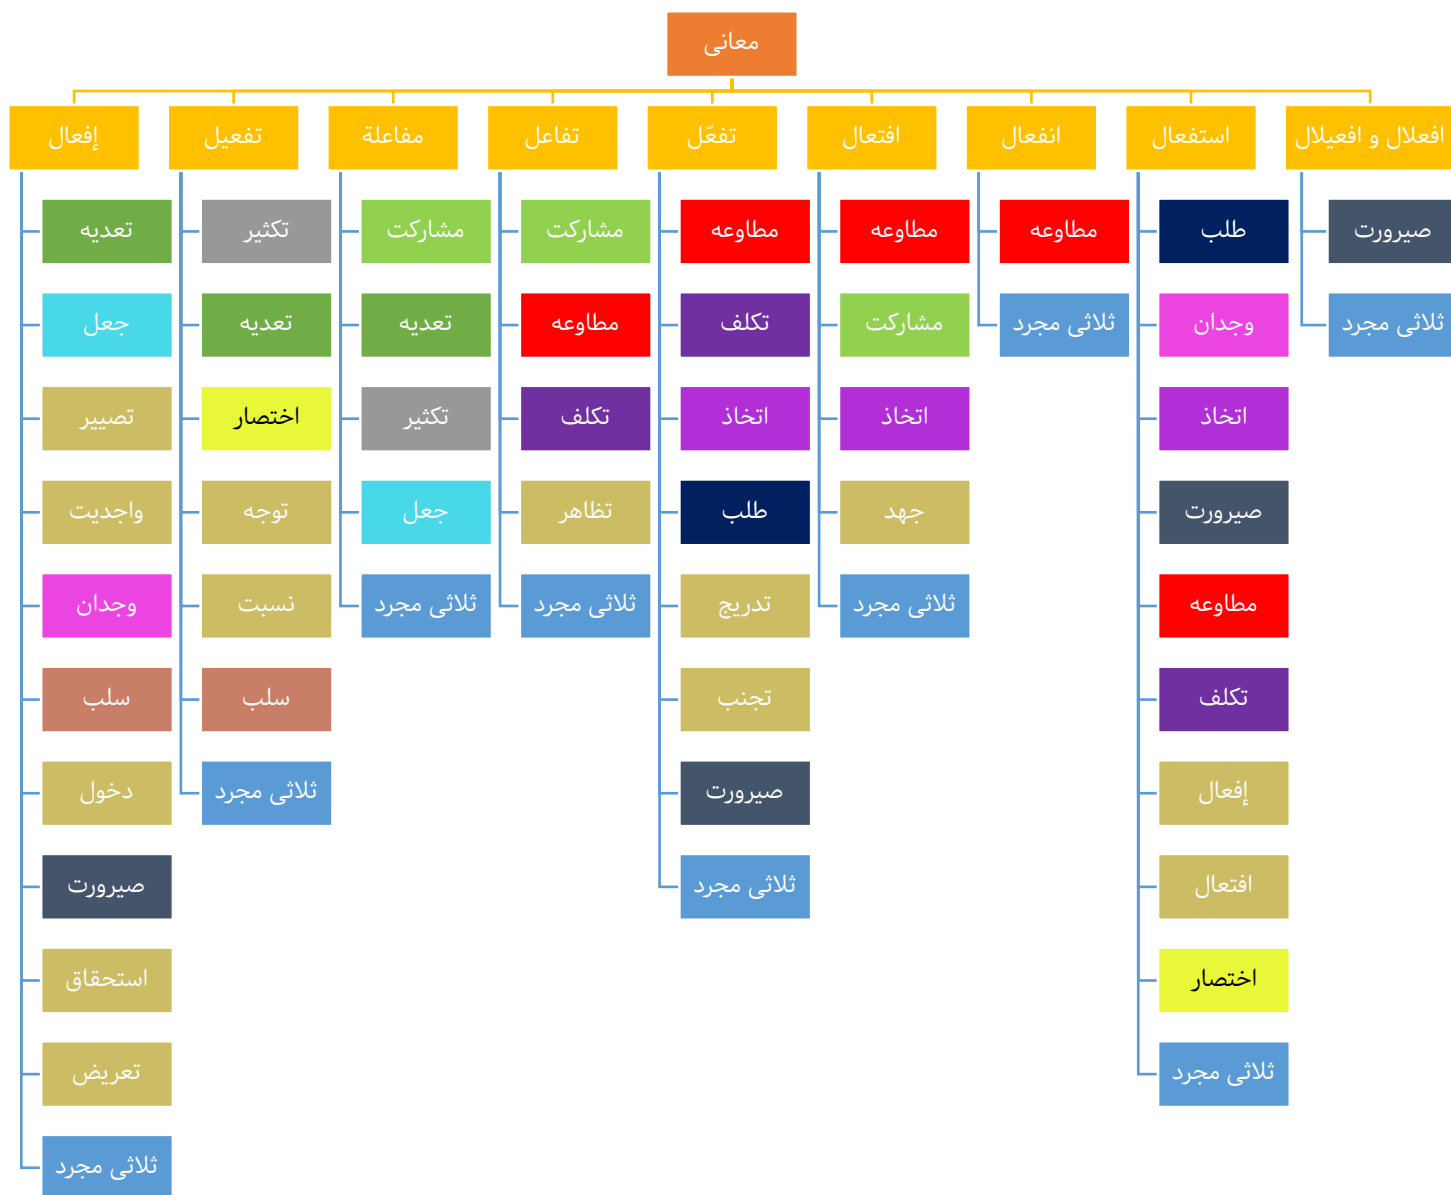 معانی
إفعال
تعدیه
جعل
تصییر
واجدیت
وجدان
سلب
دخول
صیرورت
استحقاق
تعریض
ثلاثی مجرد
تفعیل
تکثیر
تعدیه
اختصار
توجه
نسبت
سلب
ثلاثی مجرد
مفاعلة
مشارکت
تعدیه
تکثیر
جعل
ثلاثی مجرد
تفاعل
مشارکت
مطاوعه
تکلف
تظاهر
ثلاثی مجرد
تفعّل
مطاوعه
تکلف
اتخاذ
طلب
تدریج
تجنب
صیرورت
ثلاثی مجرد
افتعال
مطاوعه
مشارکت
اتخاذ
جهد
ثلاثی مجرد
انفعال
مطاوعه
ثلاثی مجرد
استفعال
طلب
وجدان
اتخاذ
صیرورت
مطاوعه
تکلف
إفعال
افتعال
اختصار
ثلاثی مجرد
افعلال و افعیلال
صیرورت
ثلاثی مجرد